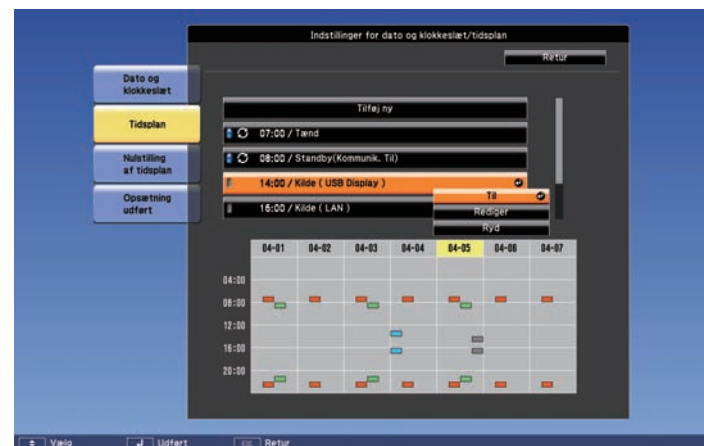 Indstillinger for dato og klokkeslæt/tidsplan
Retur
Dato og
klokkeslæt
Tidsplan
Nulstilling
af tidsplan
Opsætning
udført
Tilføj ny
07:00 / Tænd
08:00 / Standby(Kommunik. Til)
14:00 / Kilde ( USB Display )
16:00 / Kilde ( LAN )
Til
Rediger
Ryd
04-01 04-02 04-03 04-04 04-05 04-06 04-07
04:00
08:00
12:00
16:00
20:00
Vælg Udført Esc Retur